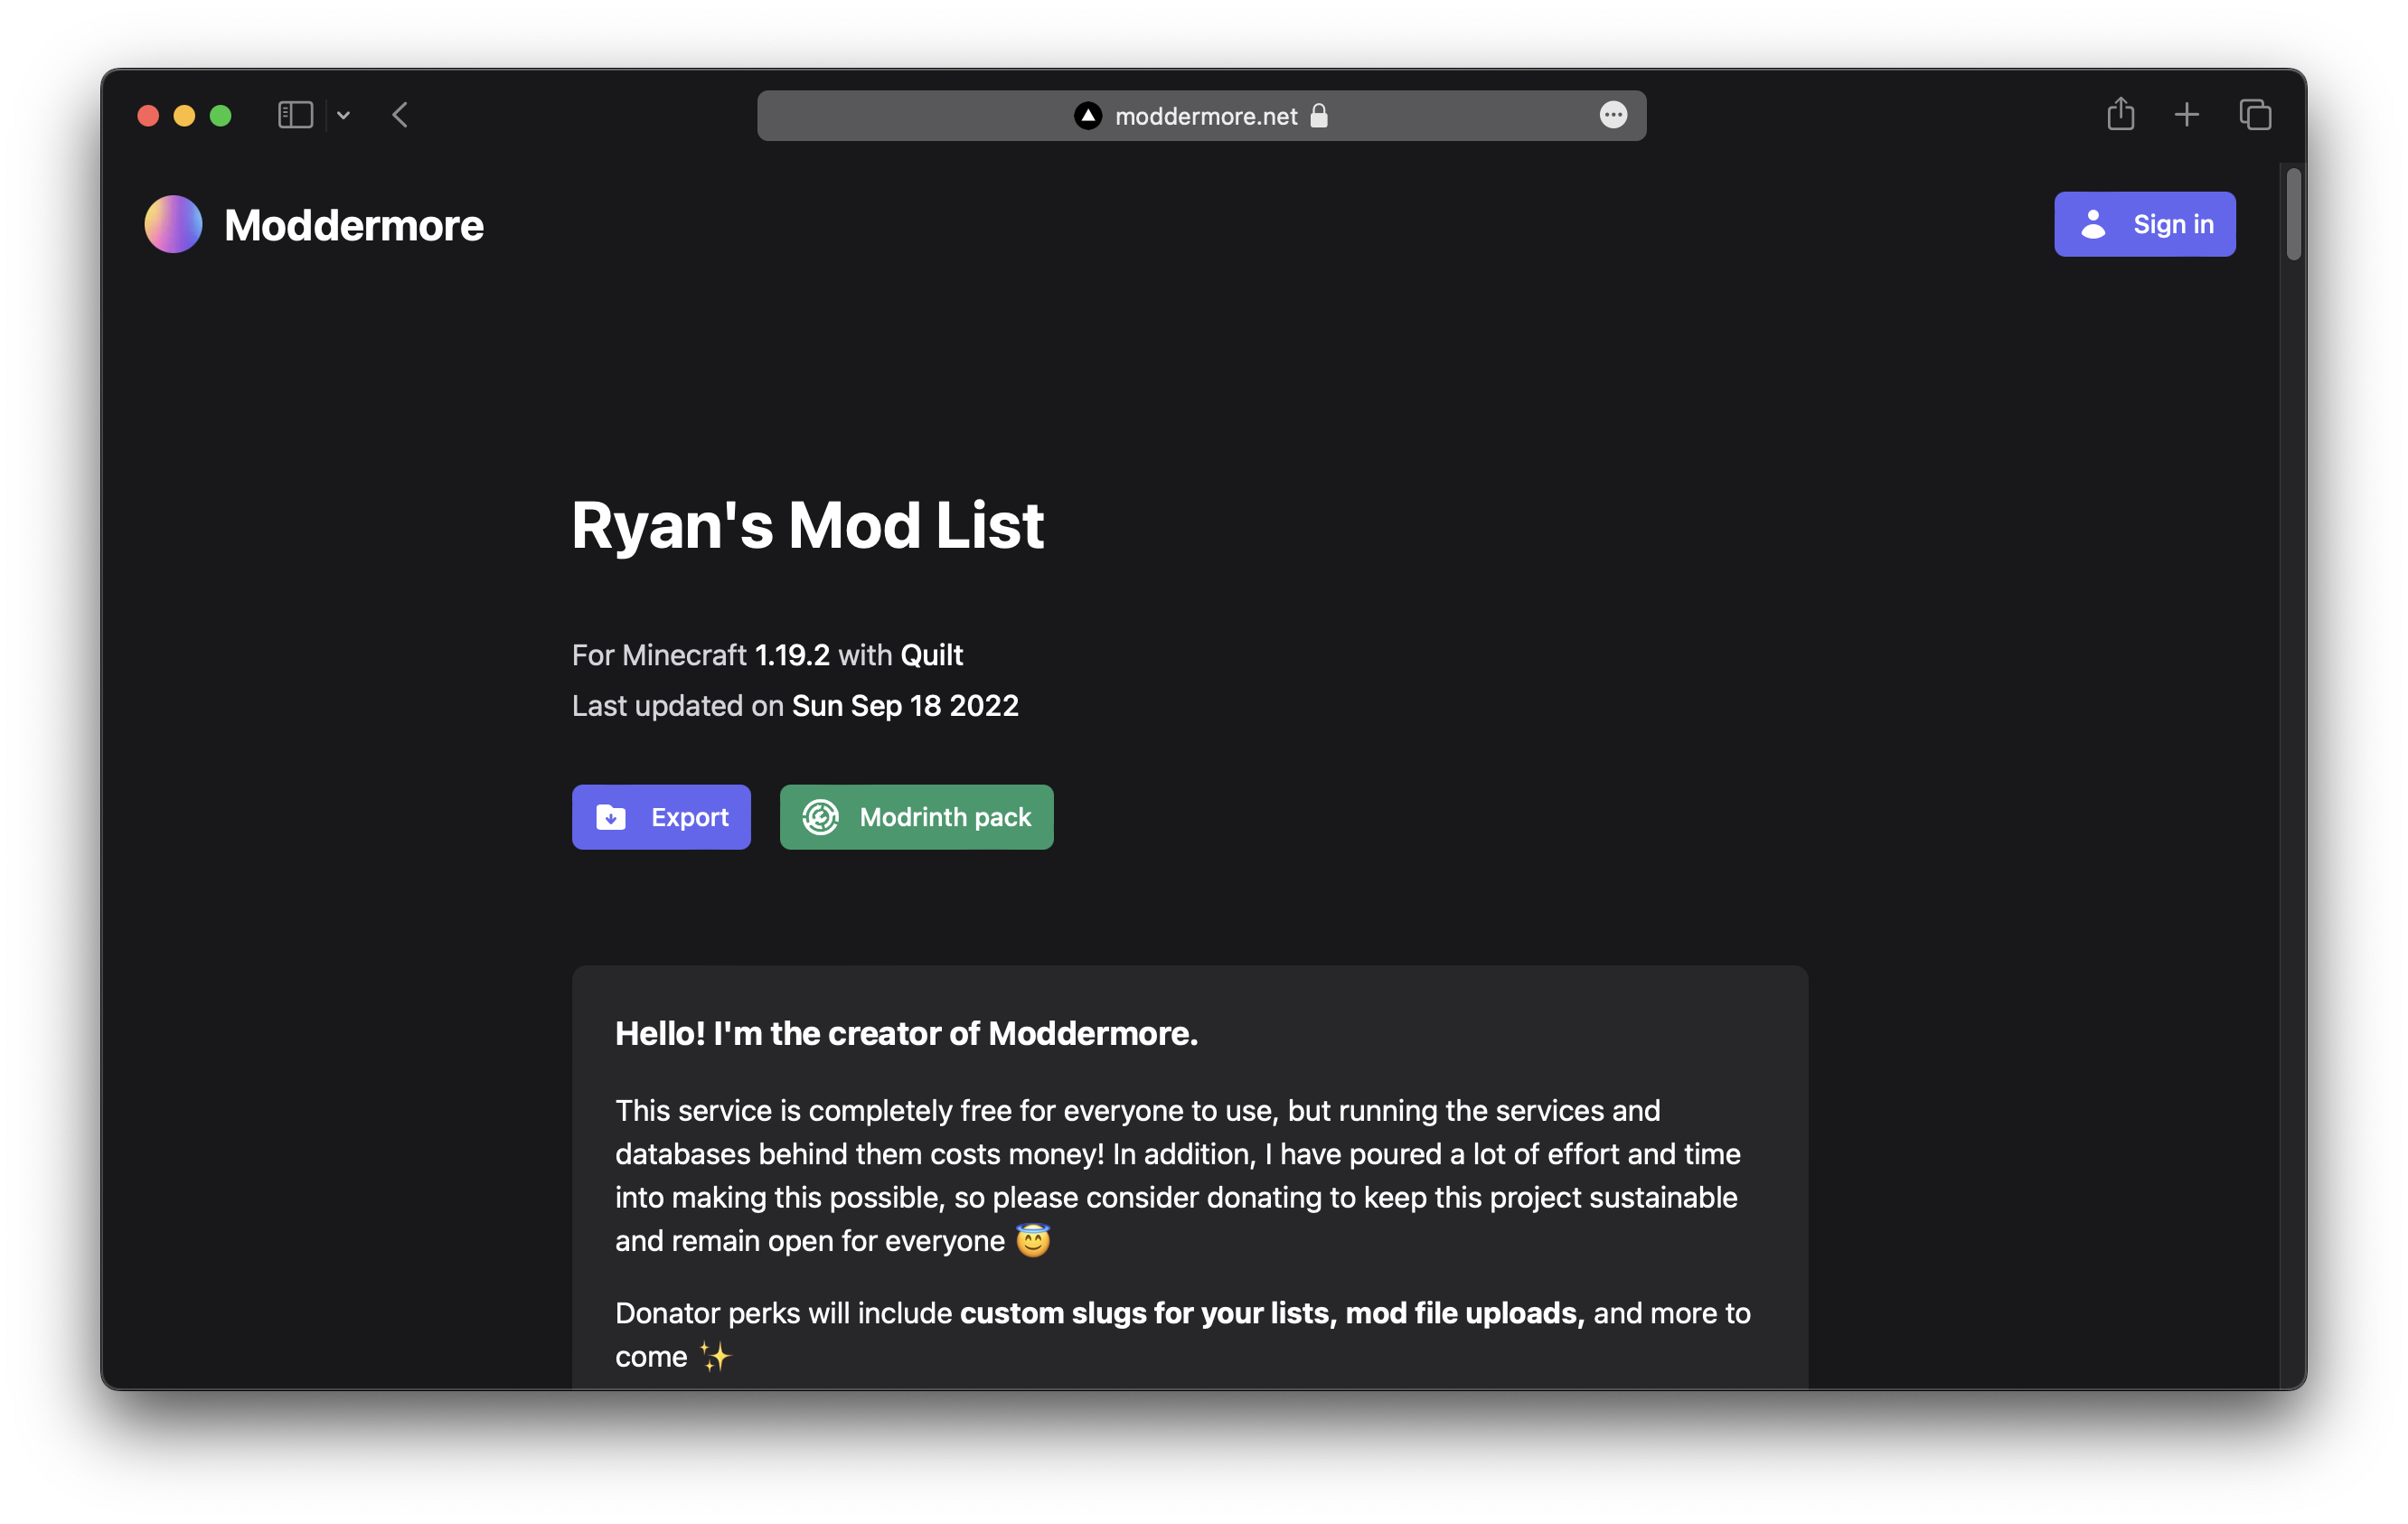 moddermore.net
Moddermore
Sign in
Ryan's Mod List
For Minecraft 1.19.2 with Quilt
Last updated on Sun Sep 18 2022
Export
Modrinth pack
Hello! I'm the creator of Moddermore.
This service is completely free for everyone to use, but running the services and
databases behind them costs money! In addition, I have poured a lot of effort and time
into making this possible, so please consider donating to keep this project sustainable
and remain open for everyone 😇
Donator perks will include custom slugs for your lists, mod file uploads, and more to
come ✨